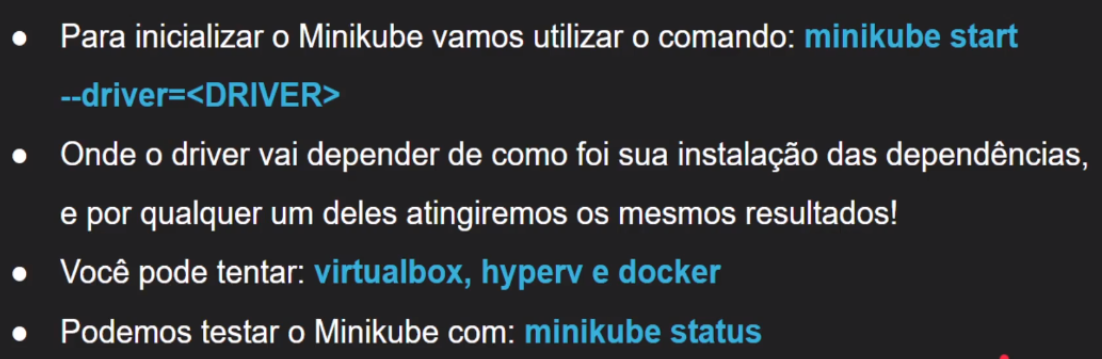 ● Para inicializar o Minikube vamos utilizar o comando: minikube start
--driver=<DRIVER>
● Onde o driver vai depender de como foi sua instalação das dependências,
e por qualquer um deles atingiremos os mesmos resultados!
● Você pode tentar: virtualbox, hyperv e docker
● Podemos testar o Minikube com: minikube status